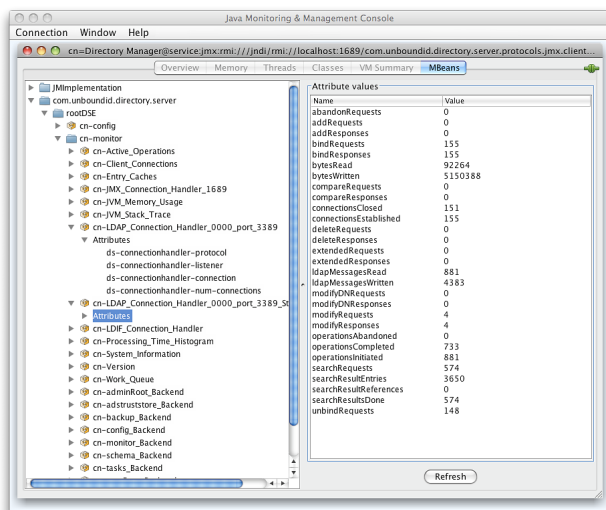 Java Monitoring & Management Console
Connection Window Help
cn=Directory Manager@service:jmx:rmi:///jndi/rmi://localhost:1689/com.unboundid.directory.server.protocols.jmx.client...
Overview Memory Threads Classes VM Summary MBeans
JMImplementation
com.unboundid.directory.server
rootDSE
cn-config
cn-monitor
cn-Active_Operations
cn-Client_Connections
cn-Entry_Caches
cn-JMX_Connection_Handler_1689
cn-JVM_Memory_Usage
cn-JVM_Stack_Trace
cn-LDAP_Connection_Handler_0000_port_3389
Attributes
ds-connectionhandler-protocol
ds-connectionhandler-listener
ds-connectionhandler-connection
ds-connectionhandler-num-connections
cn-LDAP_Connection_Handler_0000_port_3389_St
Attributes
cn-LDIF_Connection_Handler
cn-Processing_Time_Histogram
cn-System_Information
cn-Version
cn-Work_Queue
cn-adminRoot_Backend
cn-adstruststore_Backend
cn-backup_Backend
cn-config_Backend
cn-monitor_Backend
cn-schema_Backend
cn-tasks_Backend
Attribute values
Name Value
abandonRequests 0
addRequests 0
addResponses 0
bindRequests 155
bindResponses 155
bytesRead 92264
bytesWritten 5150388
compareRequests 0
compareResponses 0
connectionsClosed 151
connectionsEstablished 155
deleteRequests 0
deleteResponses 0
extendedRequests 0
extendedResponses 0
ldapMessagesRead 881
ldapMessagesWritten 4383
modifyDNRequests 0
modifyDNResponses 0
modifyRequests 4
modifyResponses 4
operationsAbandoned 0
operationsCompleted 733
operationsInitiated 881
searchRequests 574
searchResultEntries 3650
searchResultReferences 0
searchResultsDone 574
unbindRequests 148
Refresh